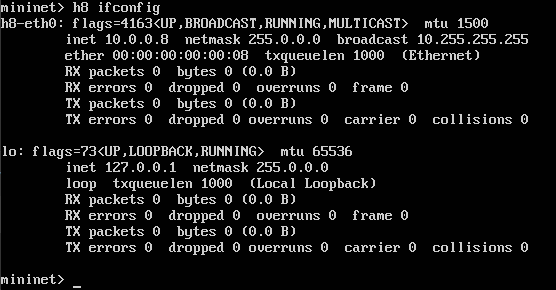 mininet> h8 ifconfig
h8-eth0: flags=4163<UP,BROADCAST,RUNNING,MULTICAST>  mtu 1500
        inet 10.0.0.8  netmask 255.0.0.0  broadcast 10.255.255.255
        ether 00:00:00:00:00:08  txqueuelen 1000  (Ethernet)
        RX packets 0  bytes 0 (0.0 B)
        RX errors 0  dropped 0  overruns 0  frame 0
        TX packets 0  bytes 0 (0.0 B)
        TX errors 0  dropped 0 overruns 0  carrier 0  collisions 0

lo: flags=73<UP,LOOPBACK,RUNNING>  mtu 65536
        inet 127.0.0.1  netmask 255.0.0.0
        loop  txqueuelen 1000  (Local Loopback)
        RX packets 0  bytes 0 (0.0 B)
        RX errors 0  dropped 0  overruns 0  frame 0
        TX packets 0  bytes 0 (0.0 B)
        TX errors 0  dropped 0 overruns 0  carrier 0  collisions 0

mininet> _